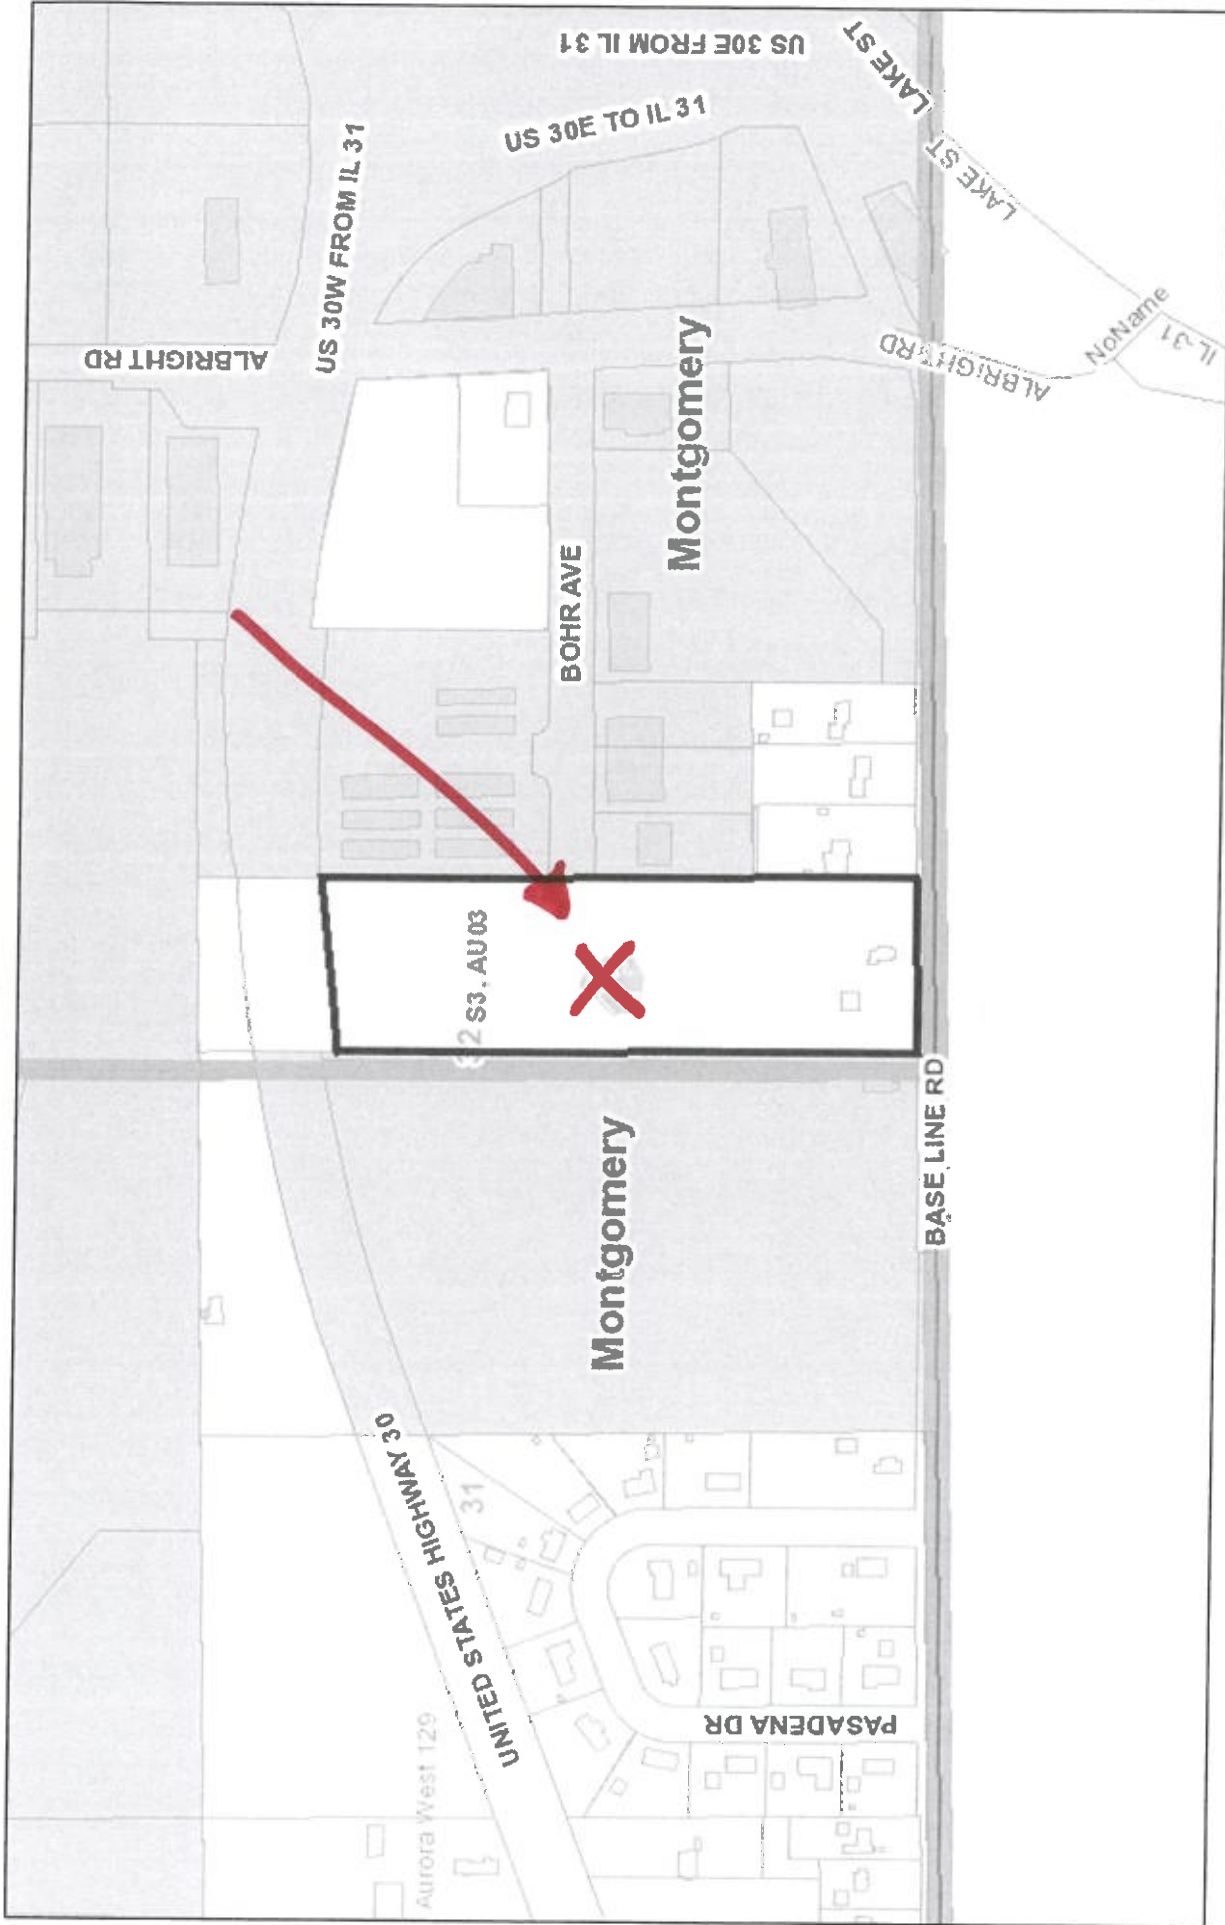 US 30E FROM IL 31
LAKE ST
US 30E TO IL 31
LAKE ST
US 30W FROM IL 31
ALBRIGHT RD
Montgomery
ALBRIGHT RD
NoName
IL 31
BOHR AVE
32
S3, AU03
Montgomery
BASE LINE RD
UNITED STATES HIGHWAY 30
31
Aurora West 129
PASADENA DR